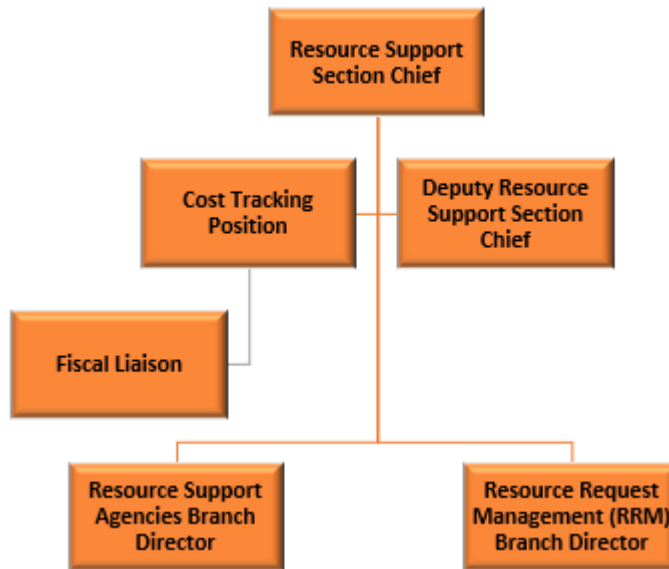 Resource Support
Section Chief
Cost Tracking
Position
Deputy Resource
Support Section
Chief
Fiscal Liaison
Resource Support
Agencies Branch
Director
Resource Request
Management (RRM)
Branch Director